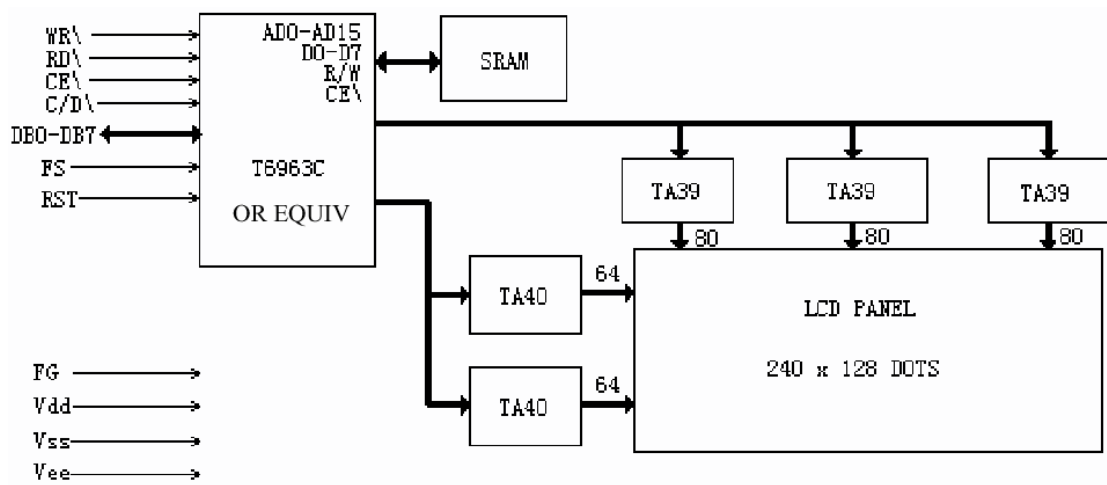 WR\
RD\
CE\
C/D\
DB0-DB7
FS
RST
AD0-AD15
D0-D7
R/W
CE\
T6963C
OR EQUIV
SRAM
TA39
TA39
TA39
80
80
80
TA40
64
TA40
64
LCD PANEL
240 x 128 DOTS
FG
Vdd
Vss
Vee